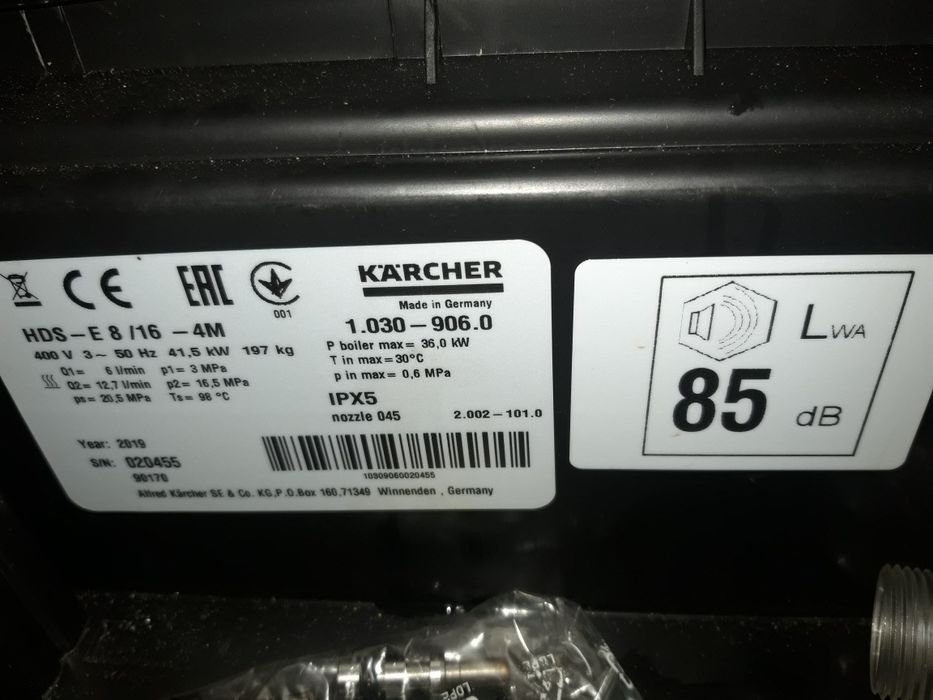 CE EAC
001
KÄRCHER
Made in Germany
HDS-E 8/16 -4M
1.030-906.0
400 V 3~ 50 Hz 41,5 kW 197 kg
P boiler max= 36,0 kW
Q1= 6 l/min p1= 3 MPa
T in max=30°C
Q2= 12,7 l/min p2= 16,5 MPa
p in max= 0,6 MPa
ps= 20,5 MPa Ts= 98 °C
IPX5
nozzle 045 2.002-101.0
Year: 2019
S/N: 020455
90170
10309060020455
Alfred Kärcher SE & Co. KG,P.O.Box 160,71349 Winnenden , Germany
LWA
85 dB